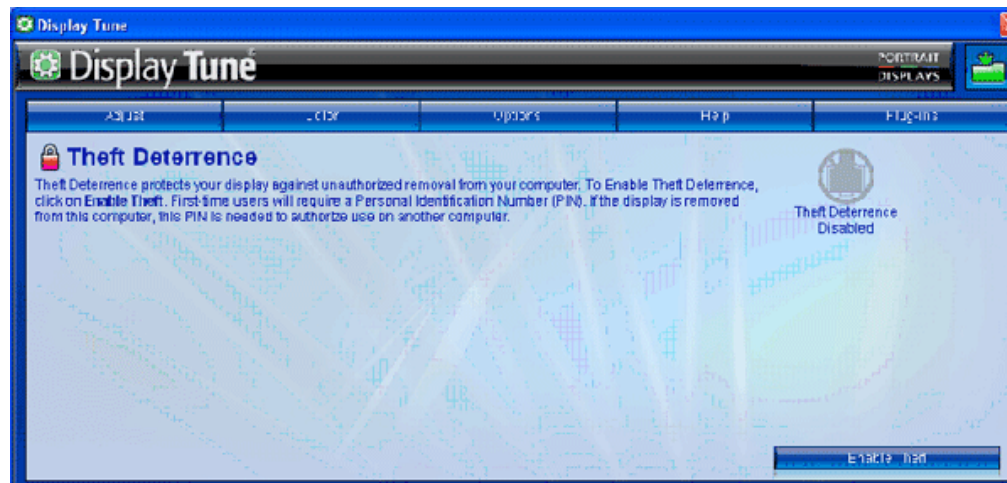 Display Tune
Display Tune
PORTRAIT
DISPLAYS
Adjust Color Options Help Plug-ins
Theft Deterrence
Theft Deterrence protects your display against unauthorized removal from your computer. To Enable Theft Deterrence,
click on Enable Theft. First-time users will require a Personal Identification Number (PIN). If the display is removed
from this computer, this PIN is needed to authorize use on another computer.
Theft Deterrence
Disabled
Enable Theft